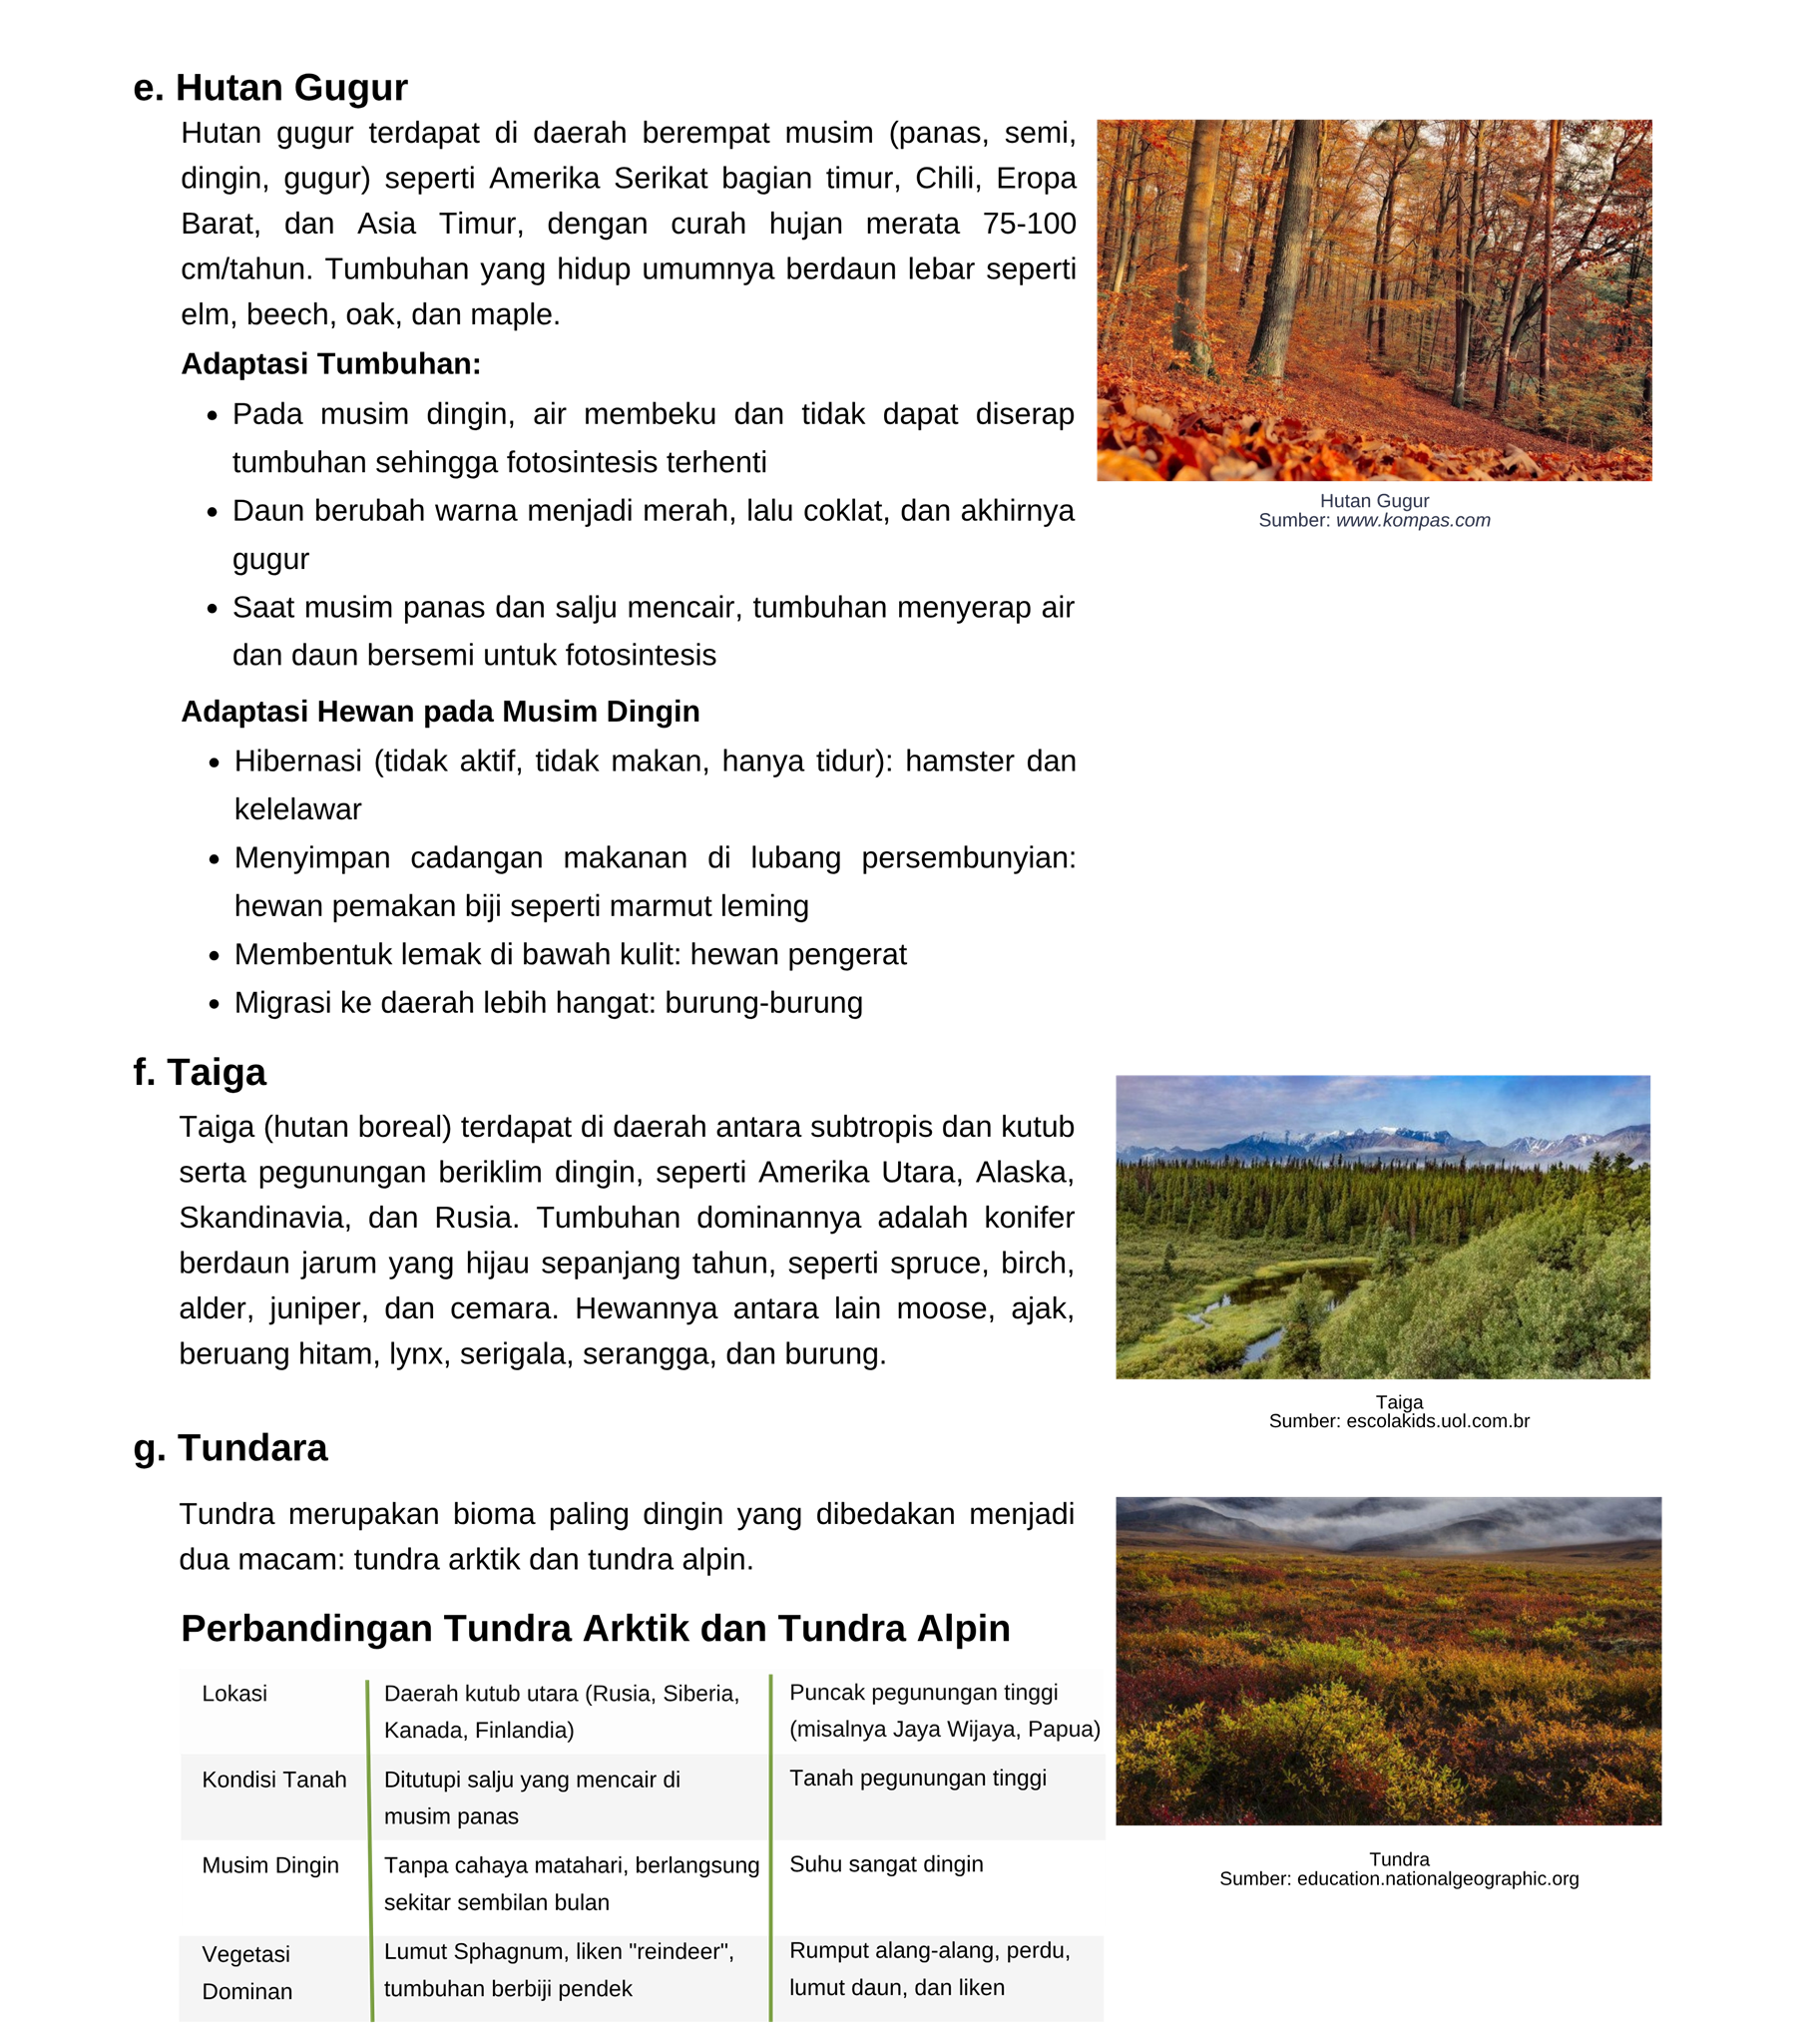 e. Hutan Gugur
Hutan gugur terdapat di daerah berempat musim (panas, semi,
dingin, gugur) seperti Amerika Serikat bagian timur, Chili, Eropa
Barat, dan Asia Timur, dengan curah hujan merata 75-100
cm/tahun. Tumbuhan yang hidup umumnya berdaun lebar seperti
elm, beech, oak, dan maple.
Adaptasi Tumbuhan:
• Pada musim dingin, air membeku dan tidak dapat diserap
tumbuhan sehingga fotosintesis terhenti
• Daun berubah warna menjadi merah, lalu coklat, dan akhirnya
gugur
• Saat musim panas dan salju mencair, tumbuhan menyerap air
dan daun bersemi untuk fotosintesis
Hutan Gugur
Sumber: www.kompas.com
Adaptasi Hewan pada Musim Dingin
• Hibernasi (tidak aktif, tidak makan, hanya tidur): hamster dan
kelelawar
• Menyimpan cadangan makanan di lubang persembunyian:
hewan pemakan biji seperti marmut leming
• Membentuk lemak di bawah kulit: hewan pengerat
• Migrasi ke daerah lebih hangat: burung-burung
f. Taiga
Taiga (hutan boreal) terdapat di daerah antara subtropis dan kutub
serta pegunungan beriklim dingin, seperti Amerika Utara, Alaska,
Skandinavia, dan Rusia. Tumbuhan dominannya adalah konifer
berdaun jarum yang hijau sepanjang tahun, seperti spruce, birch,
alder, juniper, dan cemara. Hewannya antara lain moose, ajak,
beruang hitam, lynx, serigala, serangga, dan burung.
Taiga
Sumber: escolakids.uol.com.br
g. Tundara
Tundra merupakan bioma paling dingin yang dibedakan menjadi
dua macam: tundra arktik dan tundra alpin.
Perbandingan Tundra Arktik dan Tundra Alpin
Lokasi
Daerah kutub utara (Rusia, Siberia,
Kanada, Finlandia)
Puncak pegunungan tinggi
(misalnya Jaya Wijaya, Papua)
Kondisi Tanah
Ditutupi salju yang mencair di
musim panas
Tanah pegunungan tinggi
Musim Dingin
Tanpa cahaya matahari, berlangsung
sekitar sembilan bulan
Suhu sangat dingin
Vegetasi
Dominan
Lumut Sphagnum, liken "reindeer",
tumbuhan berbiji pendek
Rumput alang-alang, perdu,
lumut daun, dan liken
Tundra
Sumber: education.nationalgeographic.org